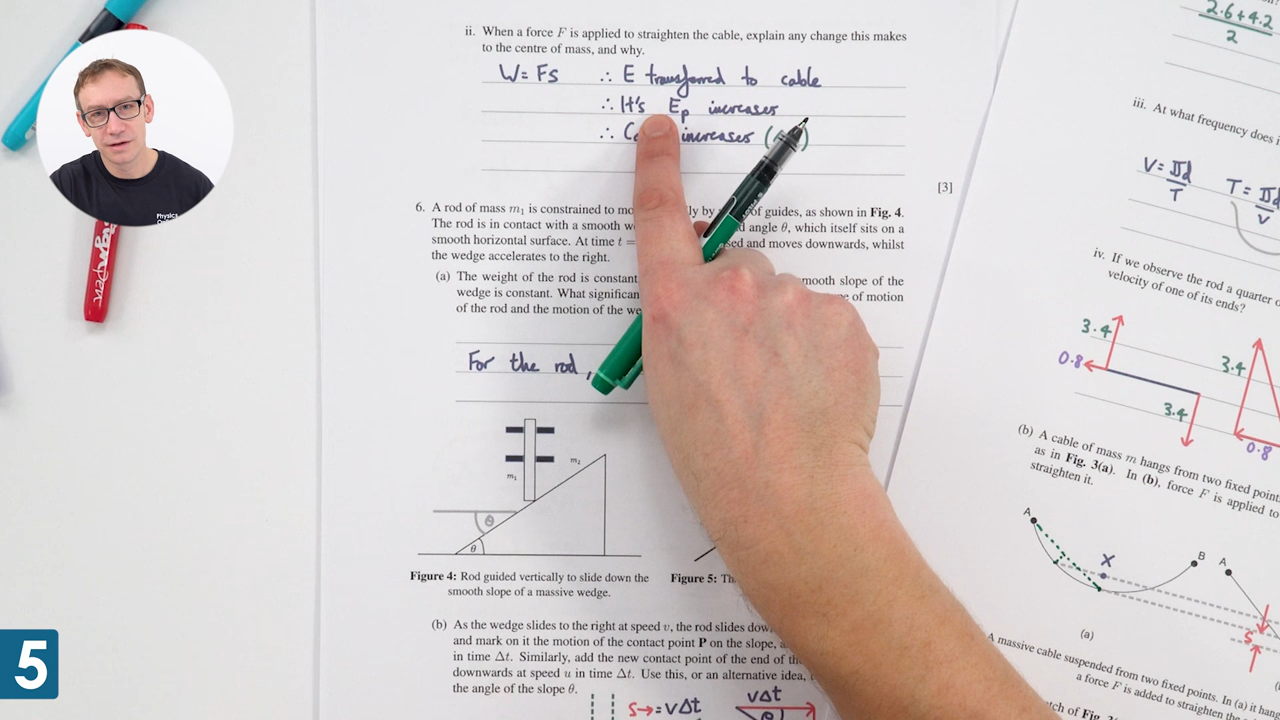 ii. When a force F is applied to straighten the cable, explain any change this makes
to the centre of mass, and why.
W = Fs ∴ E transferred to cable
∴ It's Ep increases
∴ increases
[3]
6. A rod of mass m₁ is constrained to of guides, as shown in Fig. 4.
The rod is in contact with a smooth angle θ, which itself sits on a
smooth horizontal surface. At time t = and moves downwards, whilst
the wedge accelerates to the right.
(a) The weight of the rod is constant slope of the
wedge is constant. What of motion
of the rod and the motion of the
For the rod,
m₁
m₂
θ
θ
Figure 4: Rod guided vertically to slide down the
smooth slope of a massive wedge.
Figure 5:
(b) As the wedge slides to the right at speed v, the rod slides
and mark on it the motion of the contact point P on the slope,
in time Δt. Similarly, add the new contact point of the end of
downwards at speed u in time Δt. Use this, or an alternative idea,
the angle of the slope θ.
S→ = vΔt
vΔt
θ
2.6+4.2
2
iii. At what frequency does
V = πd
T
T = πd
v
iv. If we observe the rod a quarter
velocity of one of its ends?
3.4
0.8
3.4
3.4
0.8
(b) A cable of mass m hangs from two fixed
as in Fig. 3(a). In (b), force F is applied to
straighten it.
A
X
B
A
S
(a)
A massive cable suspended from two fixed points. In (a) it
a force F is added to straighten the
of
Physics
5